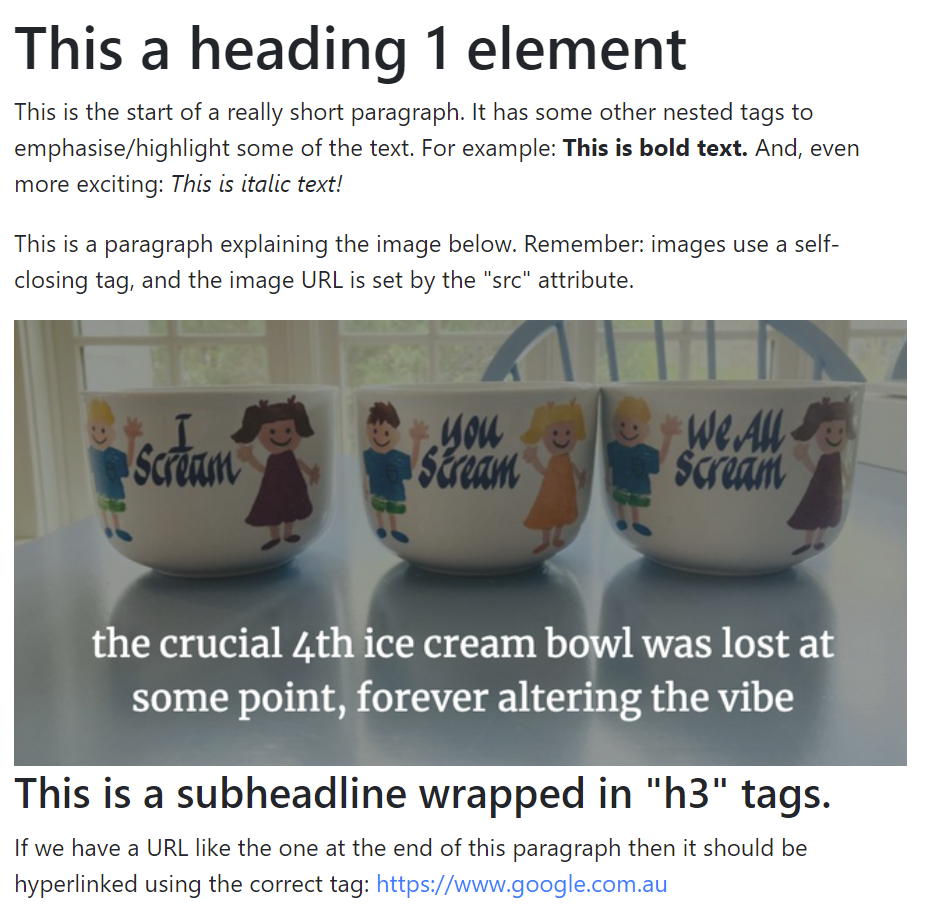 This a heading 1 element
This is the start of a really short paragraph. It has some other nested tags to
emphasise/highlight some of the text. For example: This is bold text. And, even
more exciting: This is italic text!
This is a paragraph explaining the image below. Remember: images use a self-
closing tag, and the image URL is set by the "src" attribute.
I
Scream
you
Scream
We All
Scream
the crucial 4th ice cream bowl was lost at
some point, forever altering the vibe
This is a subheadline wrapped in "h3" tags.
If we have a URL like the one at the end of this paragraph then it should be
hyperlinked using the correct tag: https://www.google.com.au